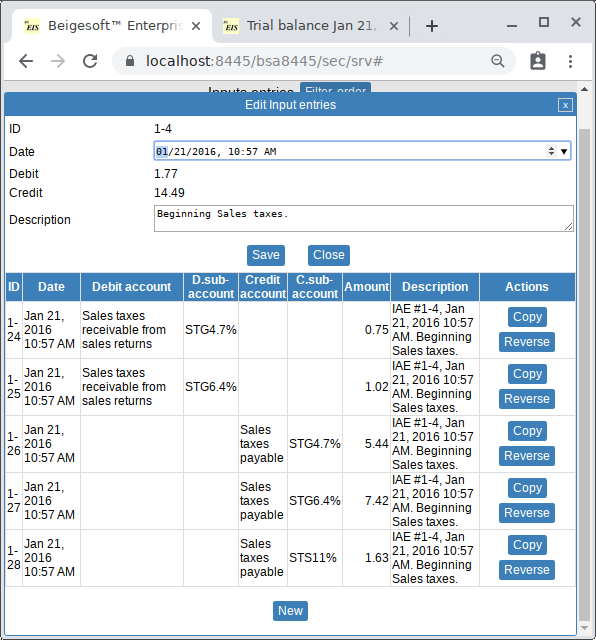 EIS Beigesoft™ Enterpris
EIS Trial balance Jan 21,
localhost:8445/bsa8445/sec/srv#
Inputs entries Filter-order
Edit Input entries x
ID 1-4
Date 01/21/2016, 10:57 AM
Debit 1.77
Credit 14.49
Description Beginning Sales taxes.
Save Close
ID Date Debit account D.sub-account Credit account C.sub-account Amount Description Actions
1-24 Jan 21, 2016 10:57 AM Sales taxes receivable from sales returns STG4.7% 0.75 IAE #1-4, Jan 21, 2016 10:57 AM. Beginning Sales taxes. Copy Reverse
1-25 Jan 21, 2016 10:57 AM Sales taxes receivable from sales returns STG6.4% 1.02 IAE #1-4, Jan 21, 2016 10:57 AM. Beginning Sales taxes. Copy Reverse
1-26 Jan 21, 2016 10:57 AM Sales taxes payable STG4.7% 5.44 IAE #1-4, Jan 21, 2016 10:57 AM. Beginning Sales taxes. Copy Reverse
1-27 Jan 21, 2016 10:57 AM Sales taxes payable STG6.4% 7.42 IAE #1-4, Jan 21, 2016 10:57 AM. Beginning Sales taxes. Copy Reverse
1-28 Jan 21, 2016 10:57 AM Sales taxes payable STS11% 1.63 IAE #1-4, Jan 21, 2016 10:57 AM. Beginning Sales taxes. Copy Reverse
New